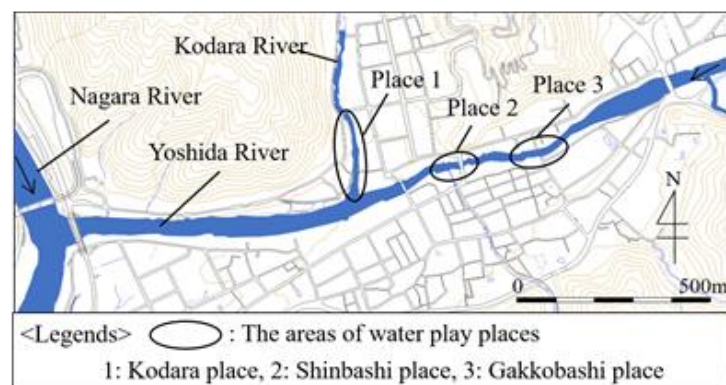 Kodara River
Nagara River
Place 1
Place 2
Place 3
Yoshida River
N
0
500m
<Legends> : The areas of water play places
1: Kodara place, 2: Shinbashi place, 3: Gakkobashi place